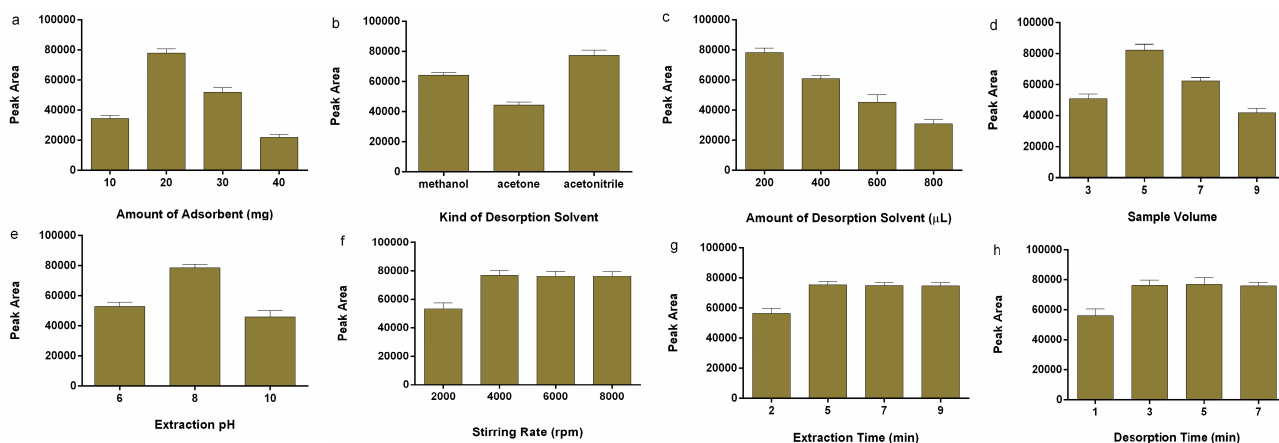 a
100000
80000
60000
40000
20000
0
Peak Area
10 20 30 40
Amount of Adsorbent (mg)
b
100000
80000
60000
40000
20000
0
Peak Area
methanol acetone acetonitrile
Kind of Desorption Solvent
c
100000
80000
60000
40000
20000
0
Peak Area
200 400 600 800
Amount of Desorption Solvent (μL)
d
100000
80000
60000
40000
20000
0
Peak Area
3 5 7 9
Sample Volume
e
100000
80000
60000
40000
20000
0
Peak Area
6 8 10
Extraction pH
f
100000
80000
60000
40000
20000
0
Peak Area
2000 4000 6000 8000
Stirring Rate (rpm)
g
100000
80000
60000
40000
20000
0
Peak Area
2 5 7 9
Extraction Time (min)
h
100000
80000
60000
40000
20000
0
Peak Area
1 3 5 7
Desorption Time (min)